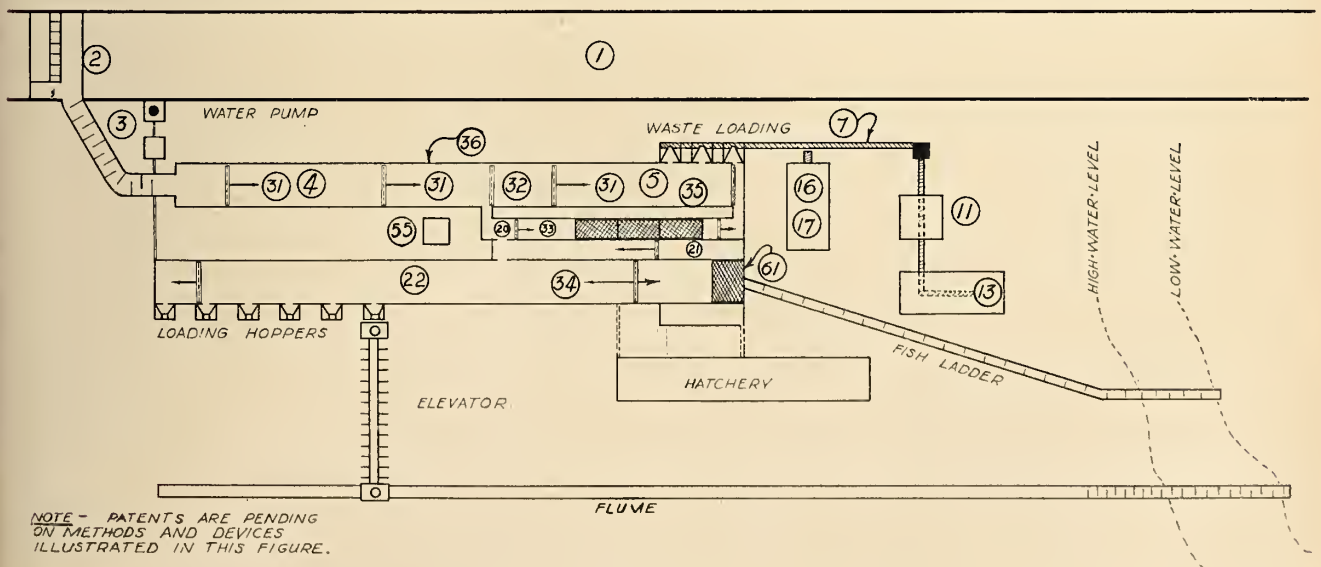 1
2
3
WATER PUMP
WASTE LOADING
7
36
31 4 31 32 31 5 35
16
17
11
55
20 33
21
22
34
61
13
HIGH-WATER-LEVEL
LOW-WATER-LEVEL
LOADING HOPPERS
FISH LADDER
HATCHERY
ELEVATOR
FLUME
NOTE - PATENTS ARE PENDING
ON METHODS AND DEVICES
ILLUSTRATED IN THIS FIGURE.